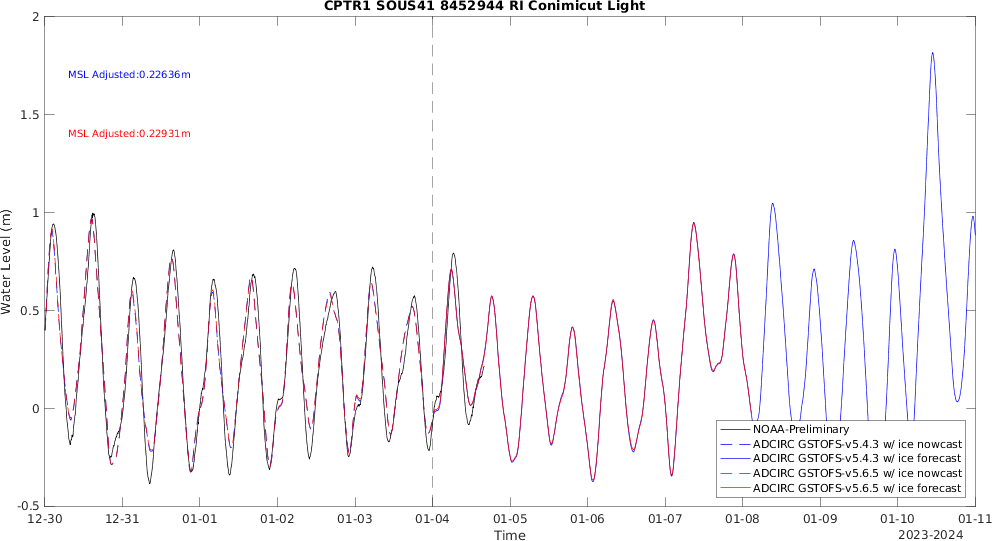 CPTR1 SOUS41 8452944 RI Conimicut Light
MSL Adjusted:0.22636m
MSL Adjusted:0.22931m
Water Level (m)
2
1.5
1
0.5
0
-0.5
NOAA-Preliminary
ADCIRC GSTOFS-v5.4.3 w/ ice nowcast
ADCIRC GSTOFS-v5.4.3 w/ ice forecast
ADCIRC GSTOFS-v5.6.5 w/ ice nowcast
ADCIRC GSTOFS-v5.6.5 w/ ice forecast
12-30 12-31 01-01 01-02 01-03 01-04 01-05 01-06 01-07 01-08 01-09 01-10 01-11
Time
2023-2024